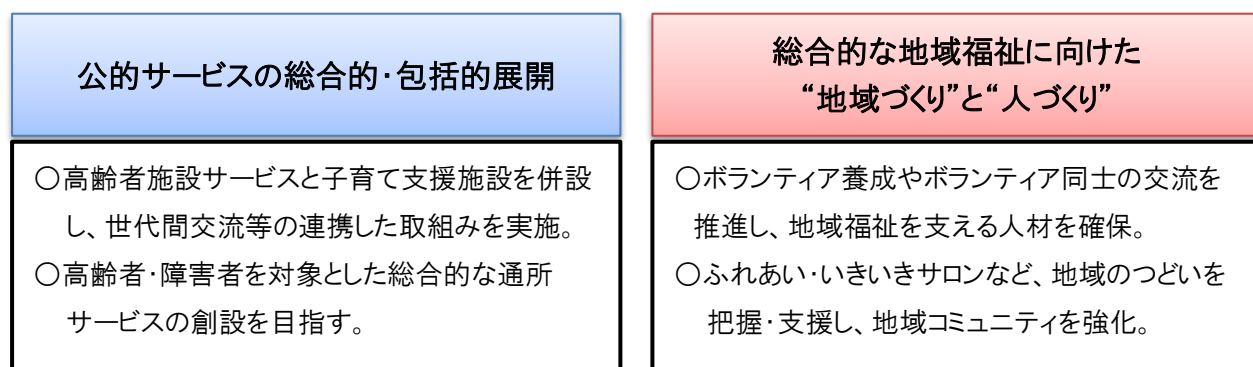 公的サービスの総合的・包括的展開
○高齢者施設サービスと子育て支援施設を併設
し、世代間交流等の連携した取組みを実施。
○高齢者・障害者を対象とした総合的な通所
サービスの創設を目指す。
総合的な地域福祉に向けた
“地域づくり”と“人づくり”
○ボランティア養成やボランティア同士の交流を
推進し、地域福祉を支える人材を確保。
○ふれあい・いきいきサロンなど、地域のつどいを
把握・支援し、地域コミュニティを強化。